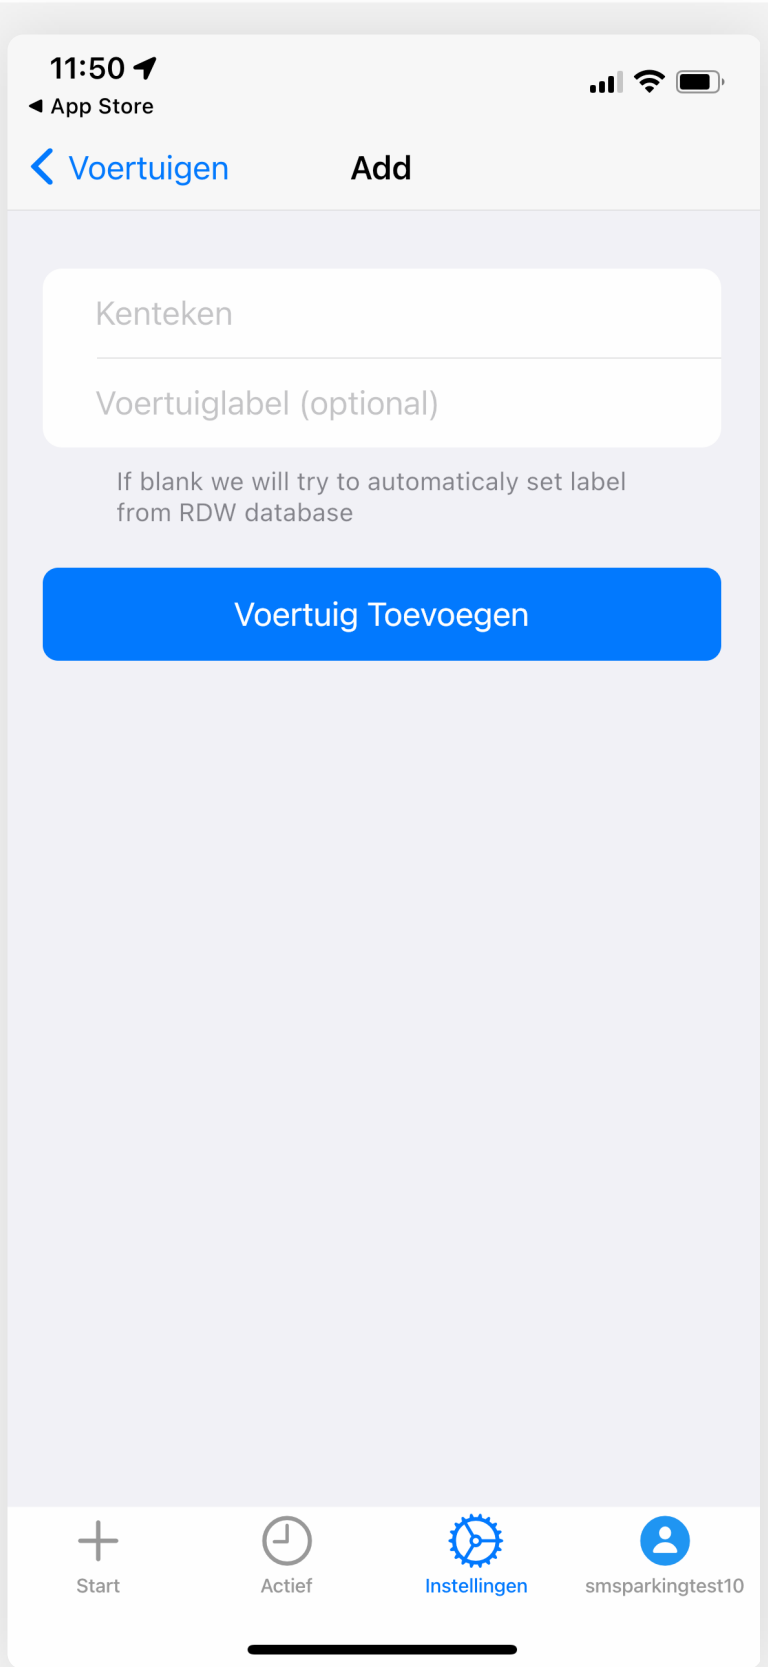 11:50
◀ App Store
Voertuigen
Add
Kenteken
Voertuiglabel (optional)
If blank we will try to automaticaly set label
from RDW database
Voertuig Toevoegen
Start
Actief
Instellingen
smsparkingtest10